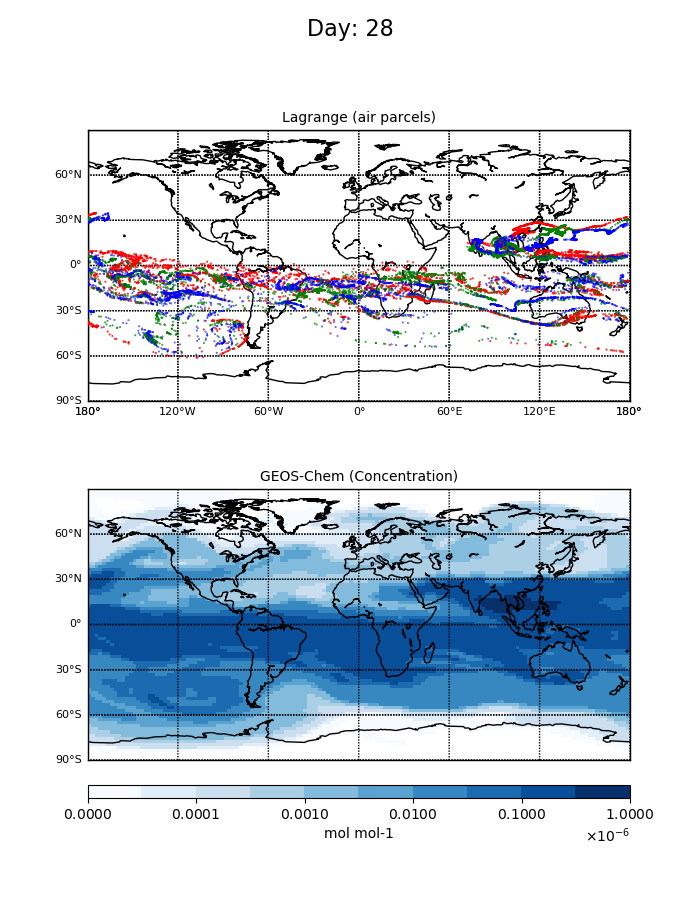 Day: 28
Lagrange (air parcels)
60°N
30°N
0°
30°S
60°S
90°S
180° 120°W 60°W 0° 60°E 120°E 180°
GEOS-Chem (Concentration)
60°N
30°N
0°
30°S
60°S
90°S
0.0000 0.0001 0.0010 0.0100 0.1000 1.0000
mol mol-1
×10⁻⁶